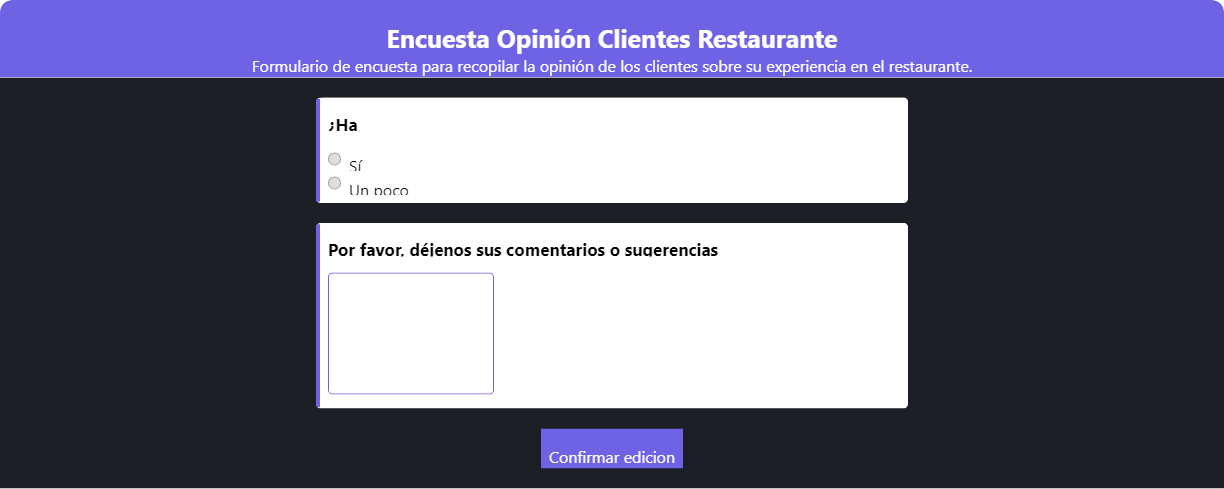 Encuesta Opinión Clientes Restaurante
Formulario de encuesta para recopilar la opinión de los clientes sobre su experiencia en el restaurante.
¿Ha
Sí
Un poco
Por favor, déjenos sus comentarios o sugerencias
Confirmar edicion